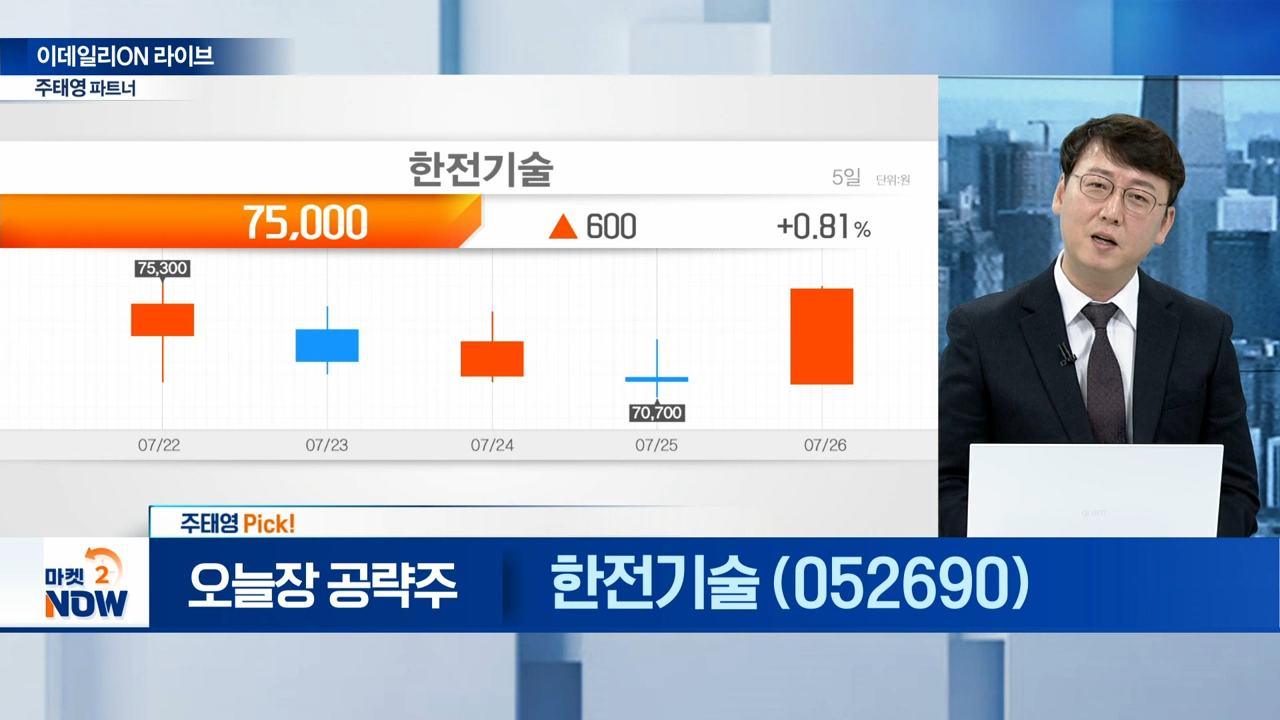 이데일리ON 라이브
주태영 파트너
한전기술
5일 단위:원
75,000 ▲ 600 +0.81%
75,300
70,700
07/22 07/23 07/24 07/25 07/26
주태영 Pick!
마켓 2
NOW
오늘장 공략주 한전기술 (052690)